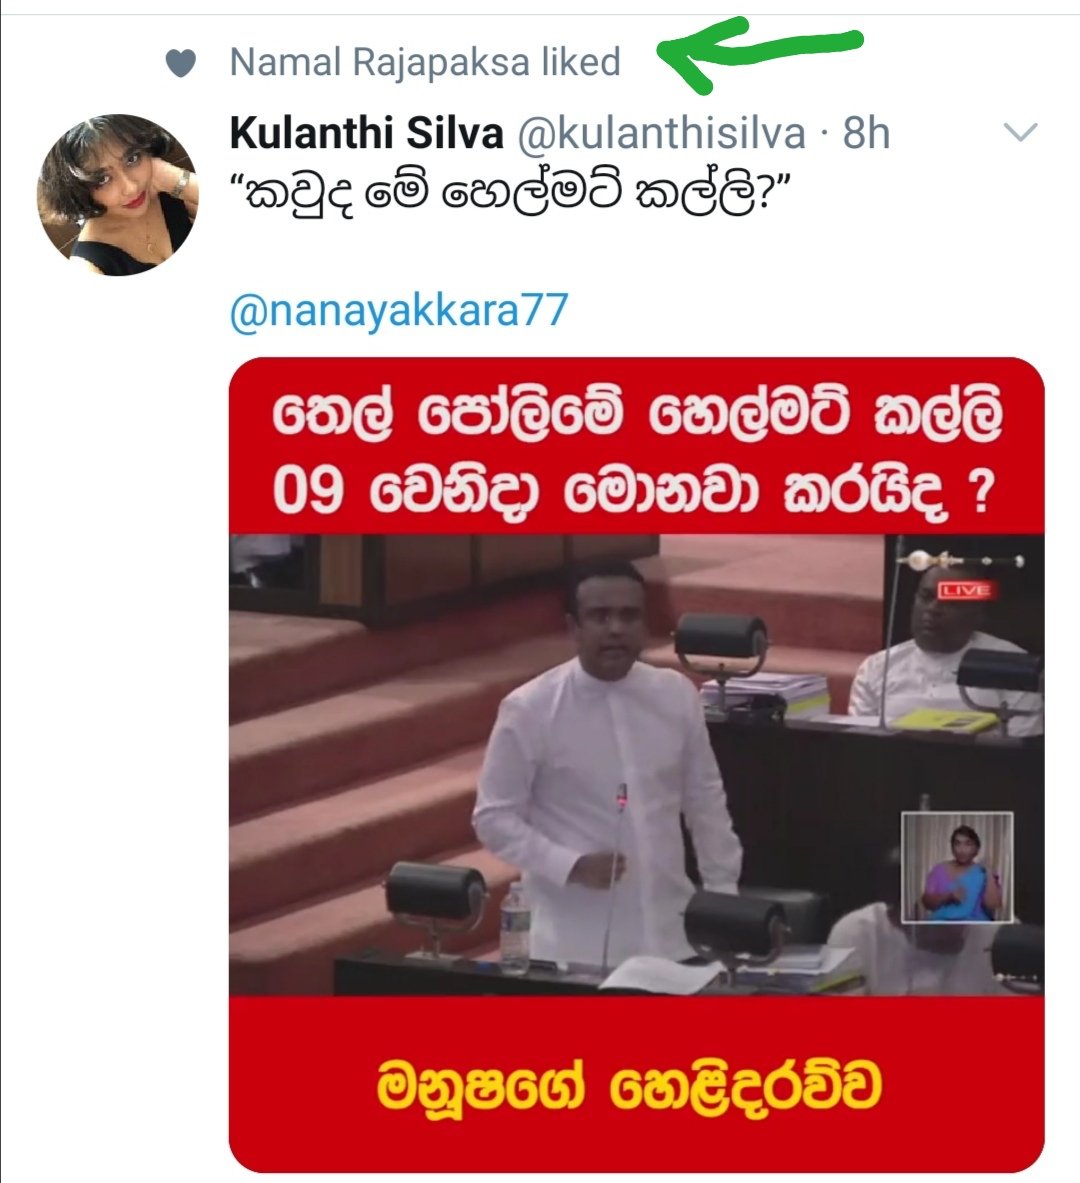 Namal Rajapaksa liked
Kulanthi Silva @kulanthisilva · 8h
“කවුද මේ හෙල්මට් කල්ලි?”
@nanayakkara77
තෙල් පෝලිමේ හෙල්මට් කල්ලි
09 වෙනිදා මොනවා කරයිද ?
LIVE
මනූෂගේ හෙළිදරව්ව